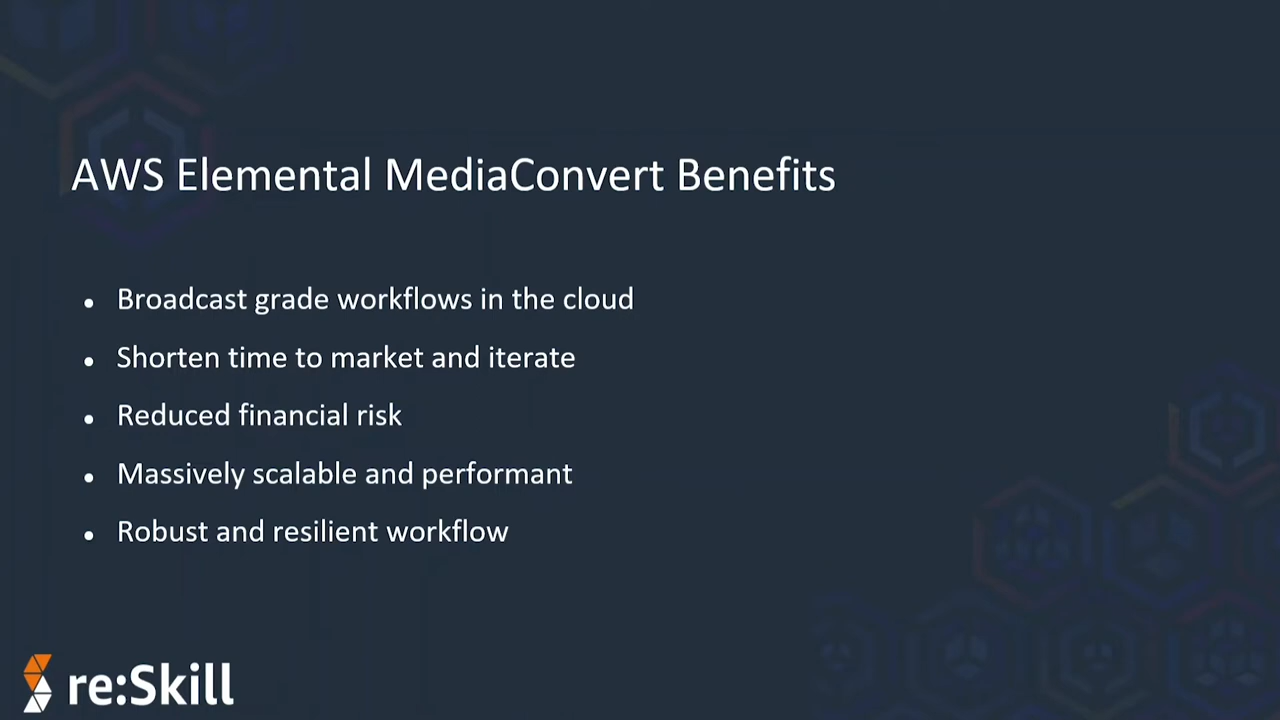 AWS Elemental MediaConvert Benefits
• Broadcast grade workflows in the cloud
• Shorten time to market and iterate
• Reduced financial risk
• Massively scalable and performant
• Robust and resilient workflow
re:Skill